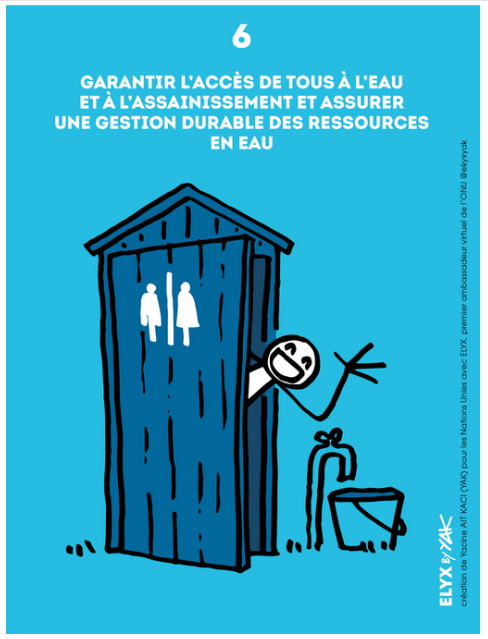 6
GARANTIR L'ACCÈS DE TOUS À L'EAU
ET À L'ASSAINISSEMENT ET ASSURER
UNE GESTION DURABLE DES RESSOURCES
EN EAU
ELYX BY YAK
création de Yacine AIT KACI (YAK) pour les Nations Unies avec ELYX, premier ambassadeur virtuel de l'ONU @ekyxyak